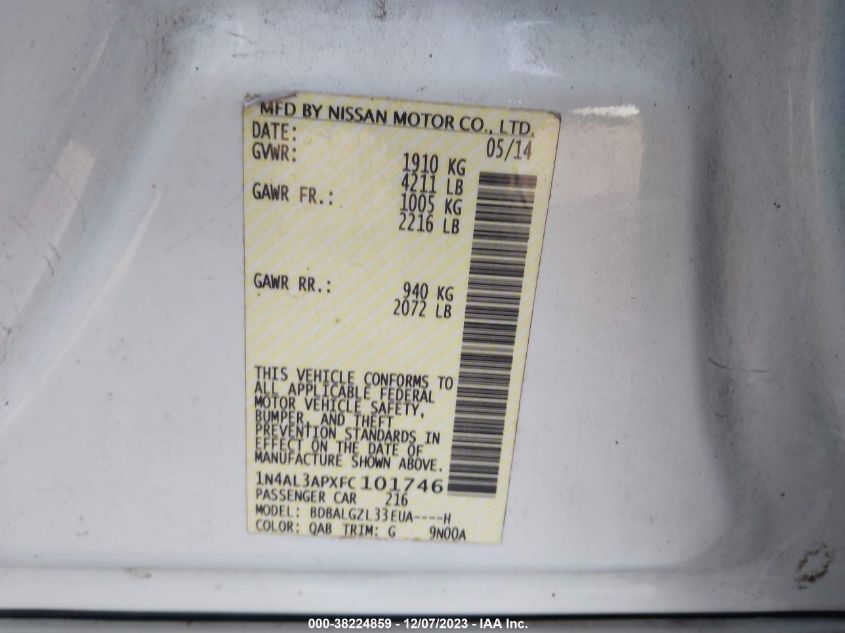 MFD BY NISSAN MOTOR CO., LTD.
DATE: 05/14
GVWR: 1910 KG
4211 LB
GAWR FR.: 1005 KG
2216 LB
GAWR RR.: 940 KG
2072 LB
THIS VEHICLE CONFORMS TO
ALL APPLICABLE FEDERAL
MOTOR VEHICLE SAFETY,
BUMPER, AND THEFT
PREVENTION STANDARDS IN
EFFECT ON THE DATE OF
MANUFACTURE SHOWN ABOVE.
1N4AL3APXFC101746
PASSENGER CAR 216
MODEL: BDBALGZL33EUA----H
COLOR: QAB TRIM: G 9N00A
000-38224859 - 12/07/2023 - IAA Inc.